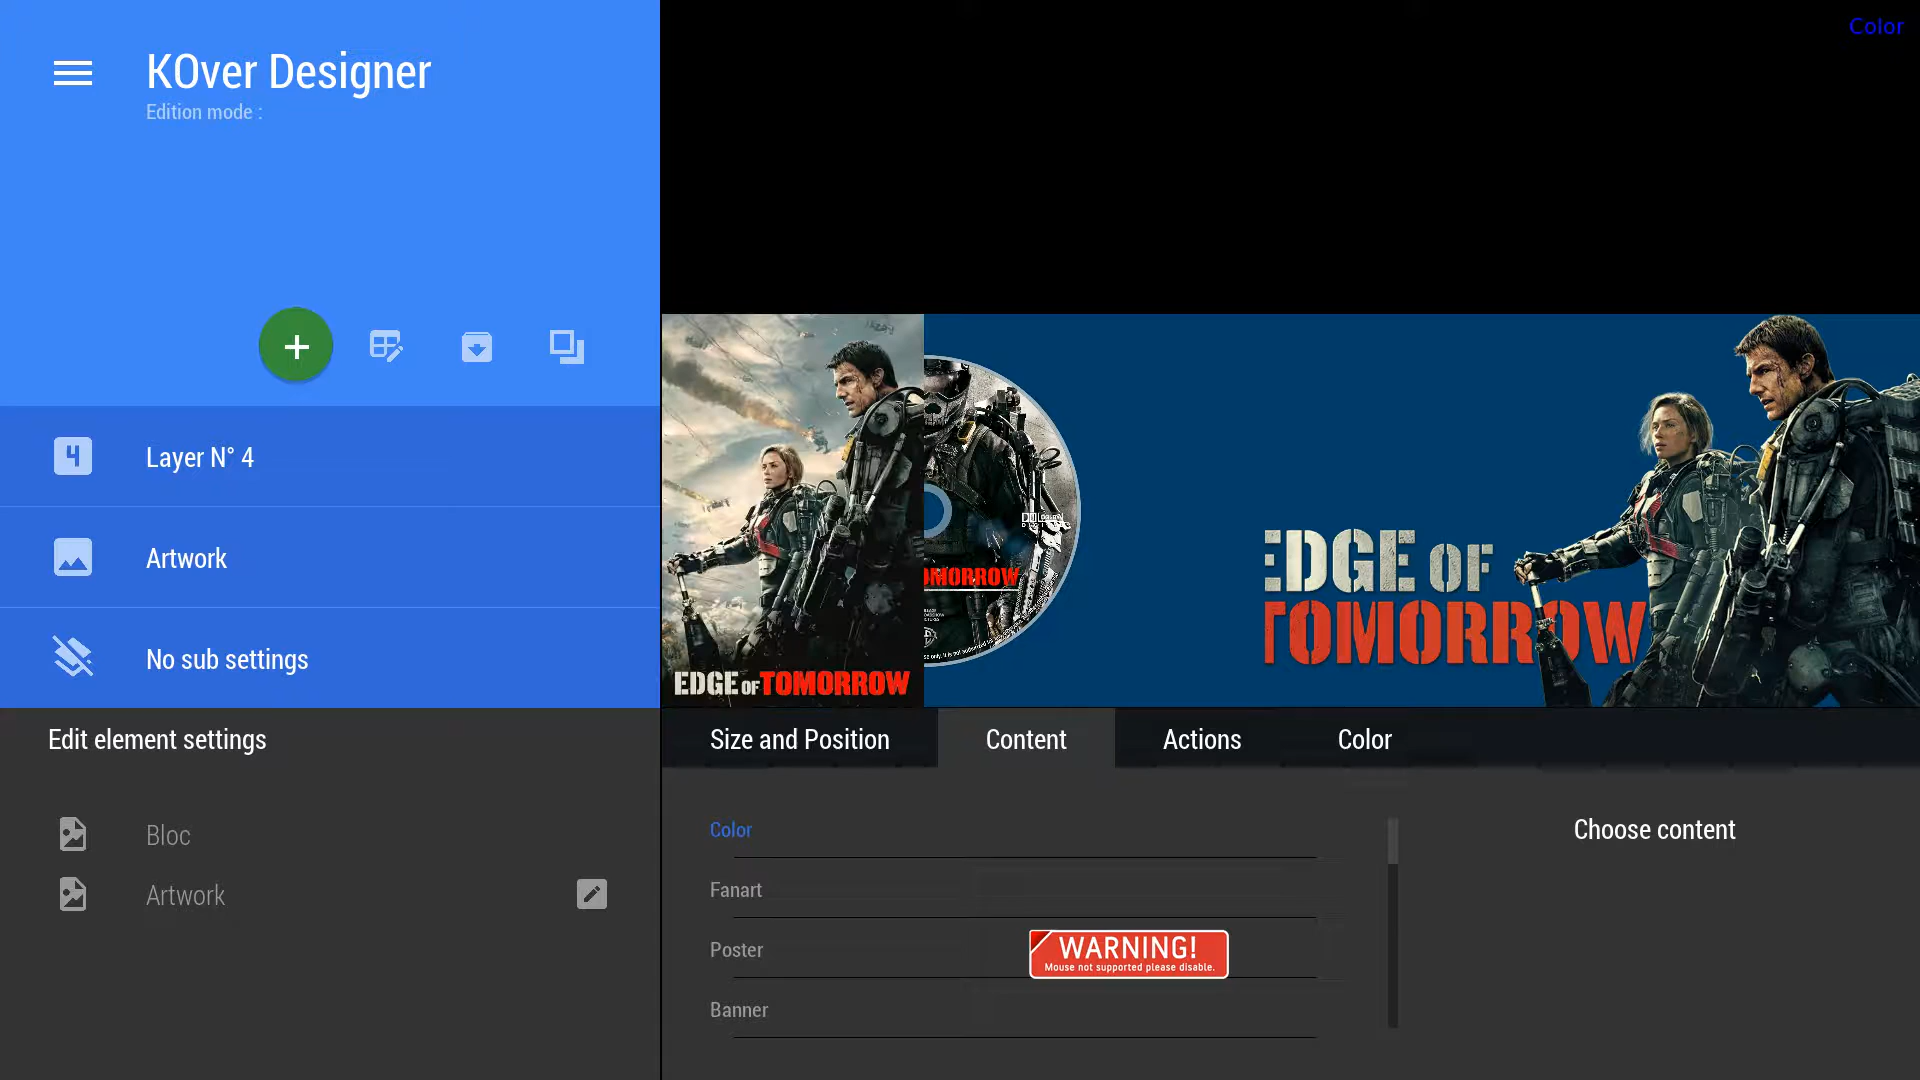 KOver Designer
Edition mode :
Color
4
Layer N° 4
Artwork
No sub settings
Edit element settings
Bloc
Artwork
EDGE OF TOMORROW
OMORROW
EDGE OF
TOMORROW
Size and Position
Content
Actions
Color
Color
Fanart
Poster
Banner
WARNING!
Mouse not supported please disable.
Choose content